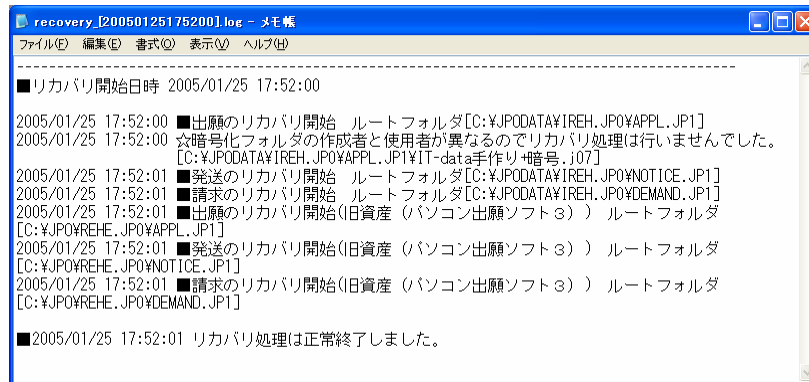 recovery_[20050125175200].log - メモ帳
ファイル(F) 編集(E) 書式(O) 表示(V) ヘルプ(H)
--------------------------------------------------------------------------------
■リカバリ開始日時 2005/01/25 17:52:00
2005/01/25 17:52:00 ■出願のリカバリ開始 ルートフォルダ[C:¥JPODATA¥IREH.JPO¥APPL.JP1]
2005/01/25 17:52:00 ☆暗号化フォルダの作成者と使用者が異なるのでリカバリ処理は行いませんでした。
[C:¥JPODATA¥IREH.JPO¥APPL.JP1¥IT-data手作り+暗号.j07]
2005/01/25 17:52:01 ■発送のリカバリ開始 ルートフォルダ[C:¥JPODATA¥IREH.JPO¥NOTICE.JP1]
2005/01/25 17:52:01 ■請求のリカバリ開始 ルートフォルダ[C:¥JPODATA¥IREH.JPO¥DEMAND.JP1]
2005/01/25 17:52:01 ■出願のリカバリ開始(旧資産（パソコン出願ソフト３）) ルートフォルダ
[C:¥JPO¥REHE.JPO¥APPL.JP1]
2005/01/25 17:52:01 ■発送のリカバリ開始(旧資産（パソコン出願ソフト３）) ルートフォルダ
[C:¥JPO¥REHE.JPO¥NOTICE.JP1]
2005/01/25 17:52:01 ■請求のリカバリ開始(旧資産（パソコン出願ソフト３）) ルートフォルダ
[C:¥JPO¥REHE.JPO¥DEMAND.JP1]
■2005/01/25 17:52:01 リカバリ処理は正常終了しました。